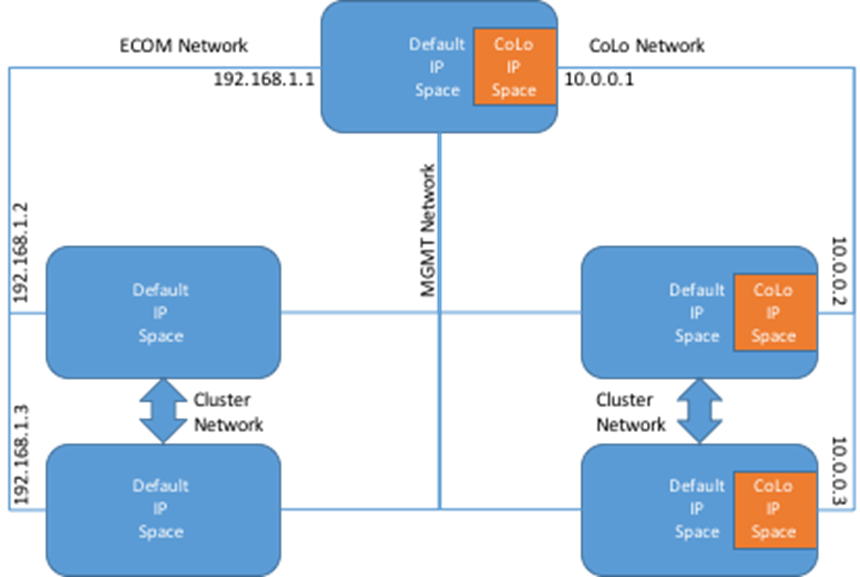 ECOM Network
192.168.1.1
Default
IP
Space
CoLo
IP
Space
CoLo Network
10.0.0.1
MGMT Network
192.168.1.2
Default
IP
Space
Default
IP
Space
CoLo
IP
Space
10.0.0.2
Cluster
Network
Cluster
Network
192.168.1.3
Default
IP
Space
Default
IP
Space
CoLo
IP
Space
10.0.0.3